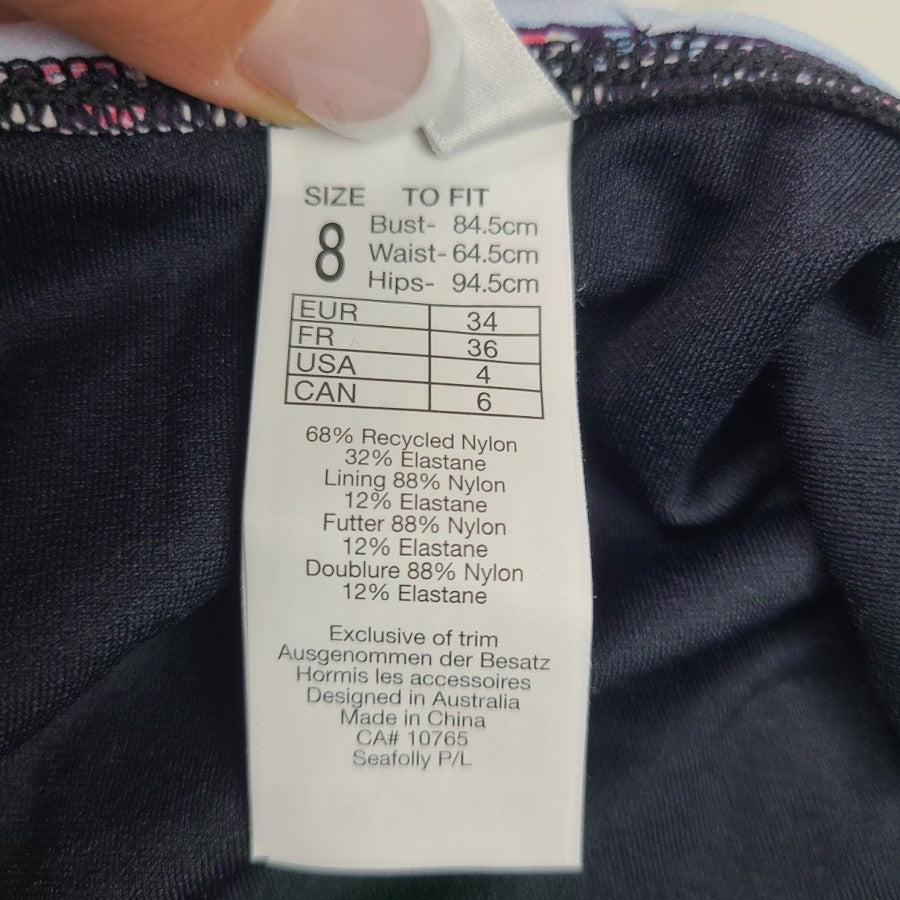 SIZE TO FIT
8
Bust- 84.5cm
Waist- 64.5cm
Hips- 94.5cm
EUR 34
FR 36
USA 4
CAN 6
68% Recycled Nylon
32% Elastane
Lining 88% Nylon
12% Elastane
Futter 88% Nylon
12% Elastane
Doublure 88% Nylon
12% Elastane
Exclusive of trim
Ausgenommen der Besatz
Hormis les accessoires
Designed in Australia
Made in China
CA# 10765
Seafolly P/L